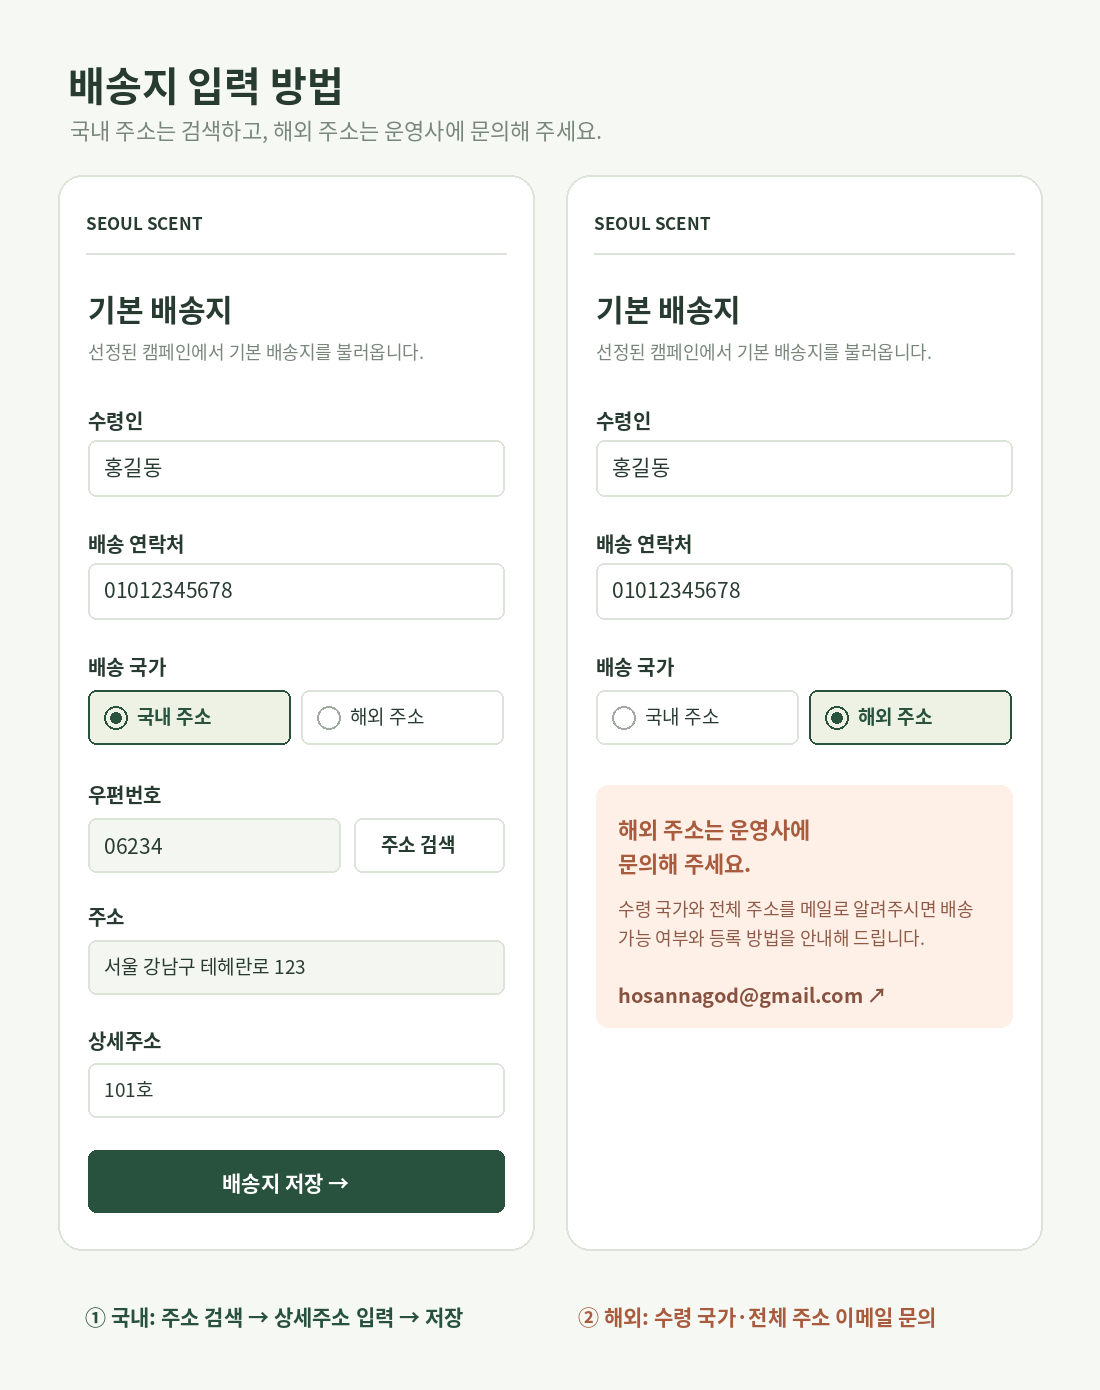 배송지 입력 방법
국내 주소는 검색하고, 해외 주소는 운영사에 문의해 주세요.
SEOUL SCENT
기본 배송지
선정된 캠페인에서 기본 배송지를 불러옵니다.
수령인
홍길동
배송 연락처
01012345678
배송 국가
국내 주소
해외 주소
우편번호
06234
주소 검색
주소
서울 강남구 테헤란로 123
상세주소
101호
배송지 저장 →
① 국내: 주소 검색 → 상세주소 입력 → 저장
SEOUL SCENT
기본 배송지
선정된 캠페인에서 기본 배송지를 불러옵니다.
수령인
홍길동
배송 연락처
01012345678
배송 국가
국내 주소
해외 주소
해외 주소는 운영사에
문의해 주세요.
수령 국가와 전체 주소를 메일로 알려주시면 배송
가능 여부와 등록 방법을 안내해 드립니다.
hosannagod@gmail.com ↗
② 해외: 수령 국가·전체 주소 이메일 문의